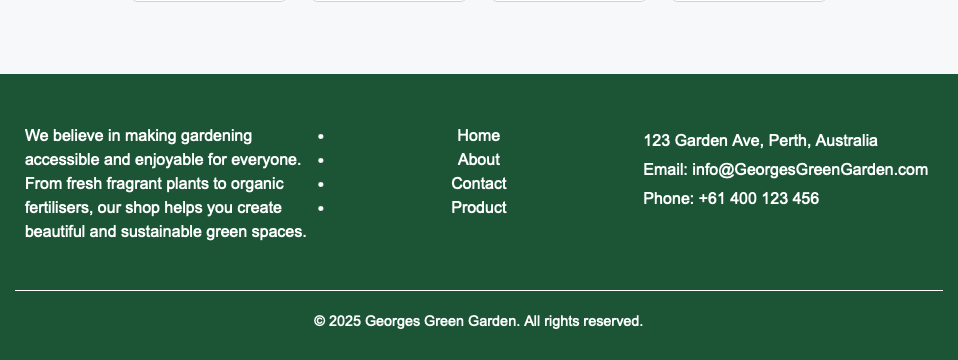 We believe in making gardening
accessible and enjoyable for everyone.
From fresh fragrant plants to organic
fertilisers, our shop helps you create
beautiful and sustainable green spaces.
• Home
• About
• Contact
• Product
123 Garden Ave, Perth, Australia
Email: info@GeorgesGreenGarden.com
Phone: +61 400 123 456
© 2025 Georges Green Garden. All rights reserved.